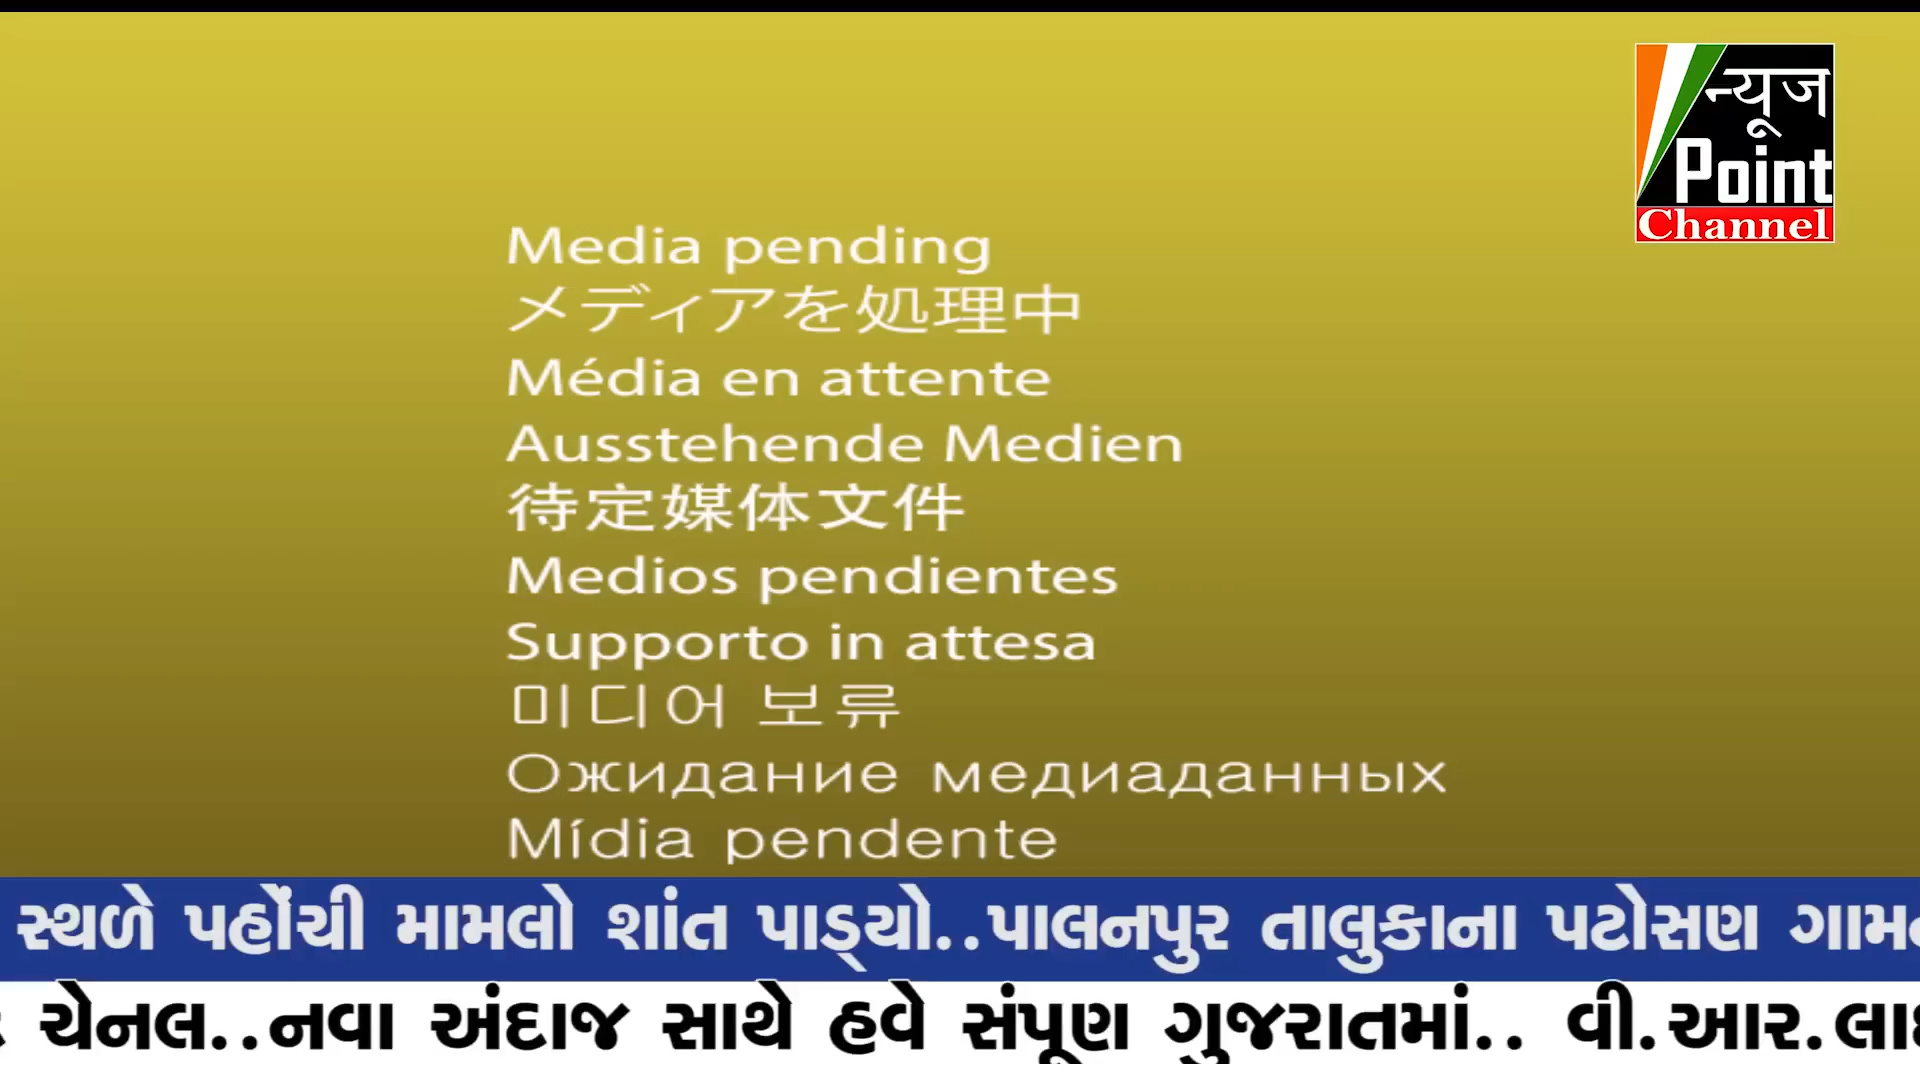 न्यूज
Point
Channel
Media pending
メディアを処理中
Média en attente
Ausstehende Medien
待定媒体文件
Medios pendientes
Supporto in attesa
미디어 보류
Ожидание медиаданных
Mídia pendente
સ્થળે પહોંચી મામલો શાંત પાડ્યો..પાલનપુર તાલુકાના પટોસણ
ચેનલ..નવા અંદાજ સાથે હવે સંપૂણ ગુજરાતમાં.. વી.આર.